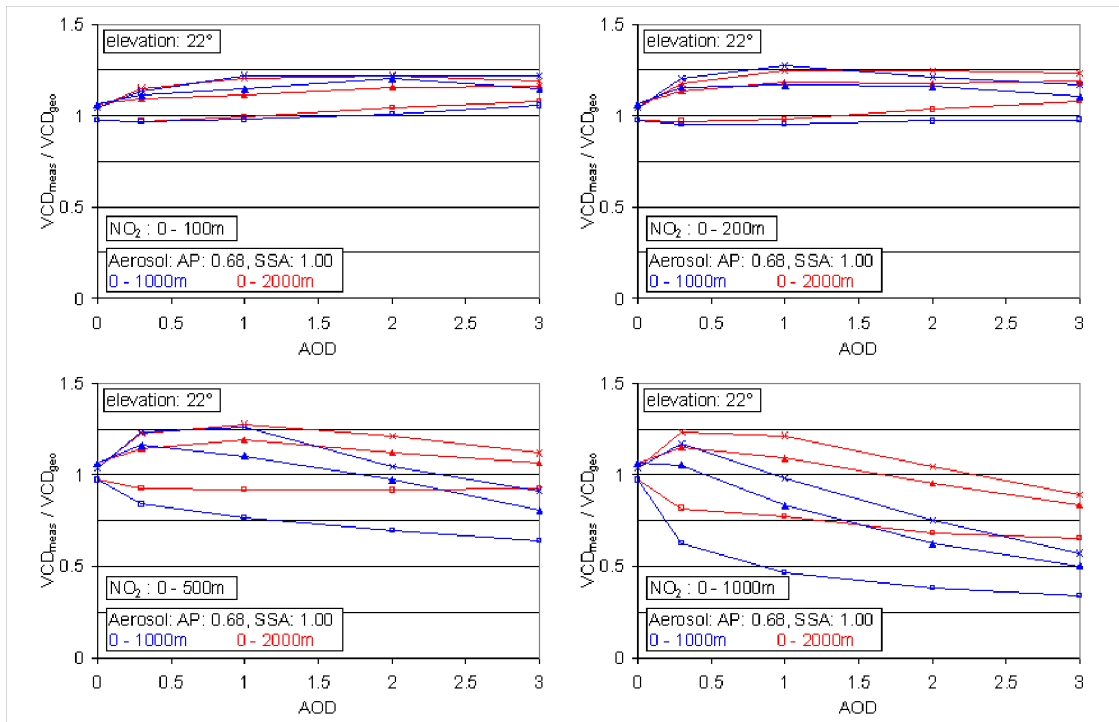 1.5
elevation: 22°
1
0.5
0
VCDmeas / VCDgeo
NO2 : 0 - 100m
Aerosol: AP: 0.68, SSA: 1.00
0 - 1000m 0 - 2000m
0 0.5 1 1.5 2 2.5 3
AOD
1.5
elevation: 22°
1
0.5
0
VCDmeas / VCDgeo
NO2 : 0 - 200m
Aerosol: AP: 0.68, SSA: 1.00
0 - 1000m 0 - 2000m
0 0.5 1 1.5 2 2.5 3
AOD
1.5
elevation: 22°
1
0.5
0
VCDmeas / VCDgeo
NO2 : 0 - 500m
Aerosol: AP: 0.68, SSA: 1.00
0 - 1000m 0 - 2000m
0 0.5 1 1.5 2 2.5 3
AOD
1.5
elevation: 22°
1
0.5
0
VCDmeas / VCDgeo
NO2 : 0 - 1000m
Aerosol: AP: 0.68, SSA: 1.00
0 - 1000m 0 - 2000m
0 0.5 1 1.5 2 2.5 3
AOD